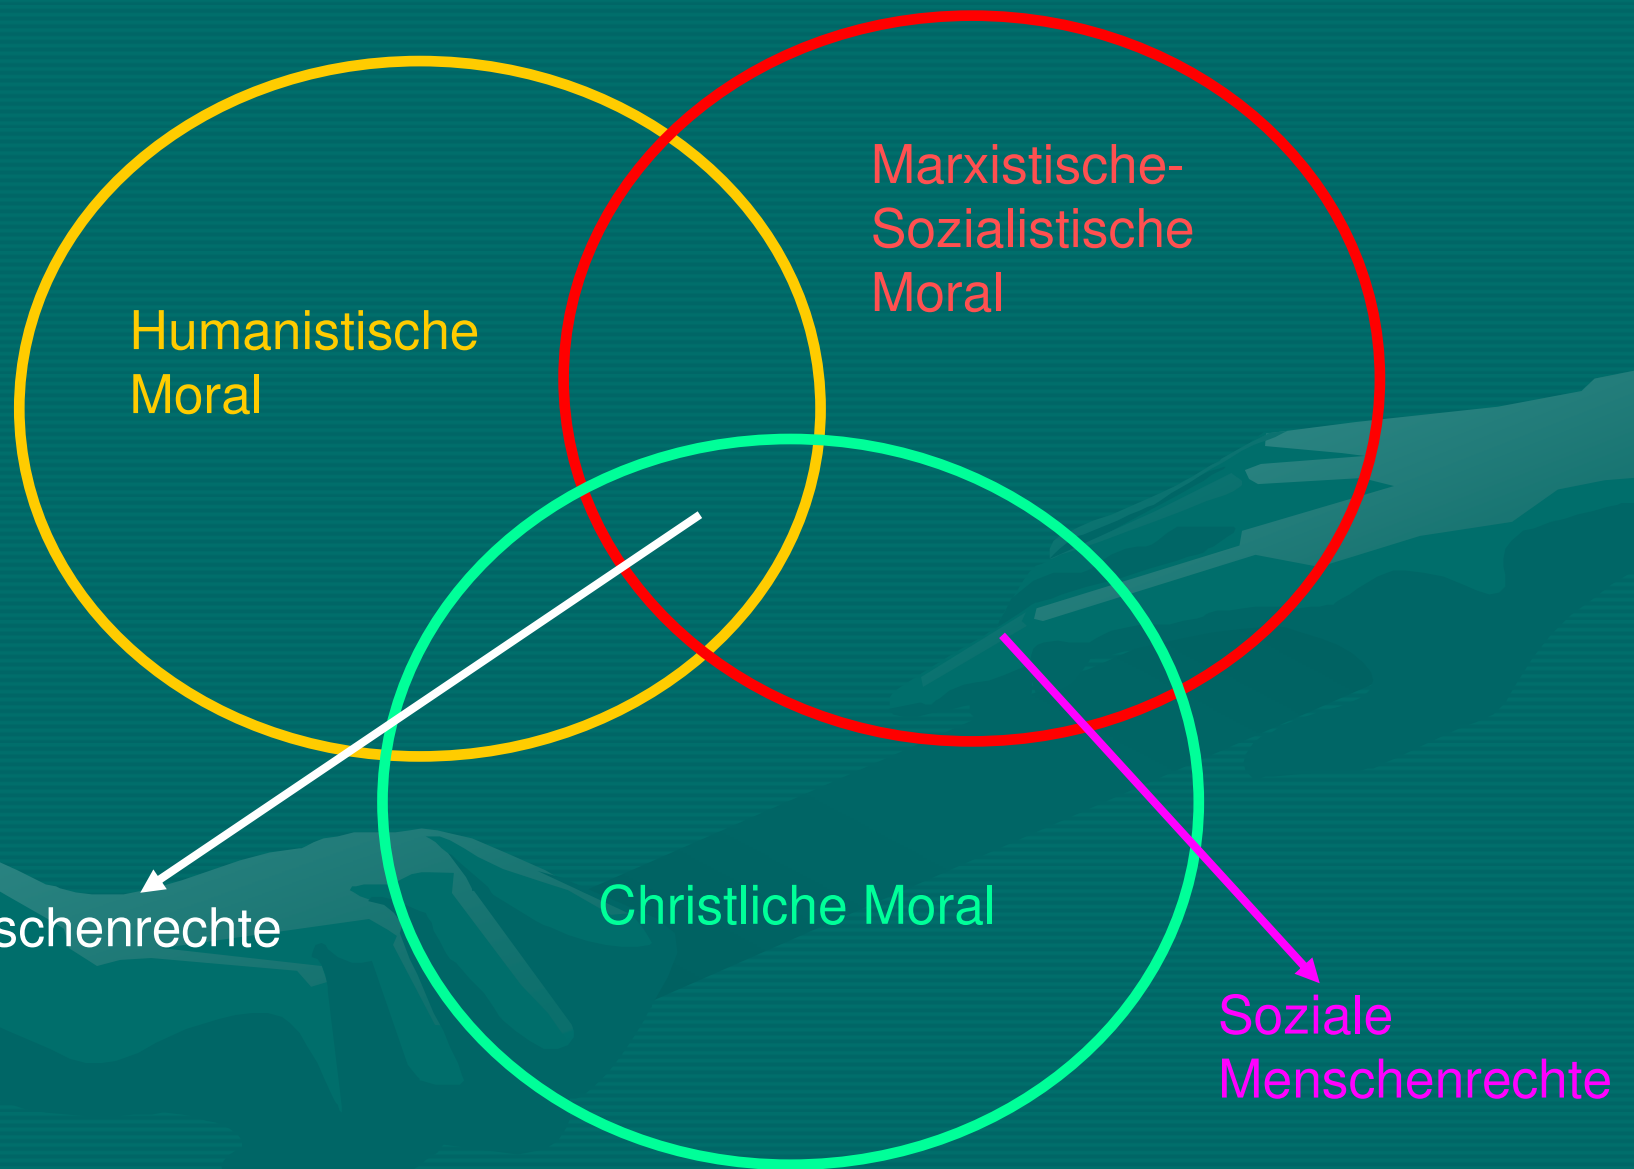 Marxistische-
Sozialistische
Moral
Humanistische
Moral
Christliche Moral
schenrechte
Soziale
Menschenrechte